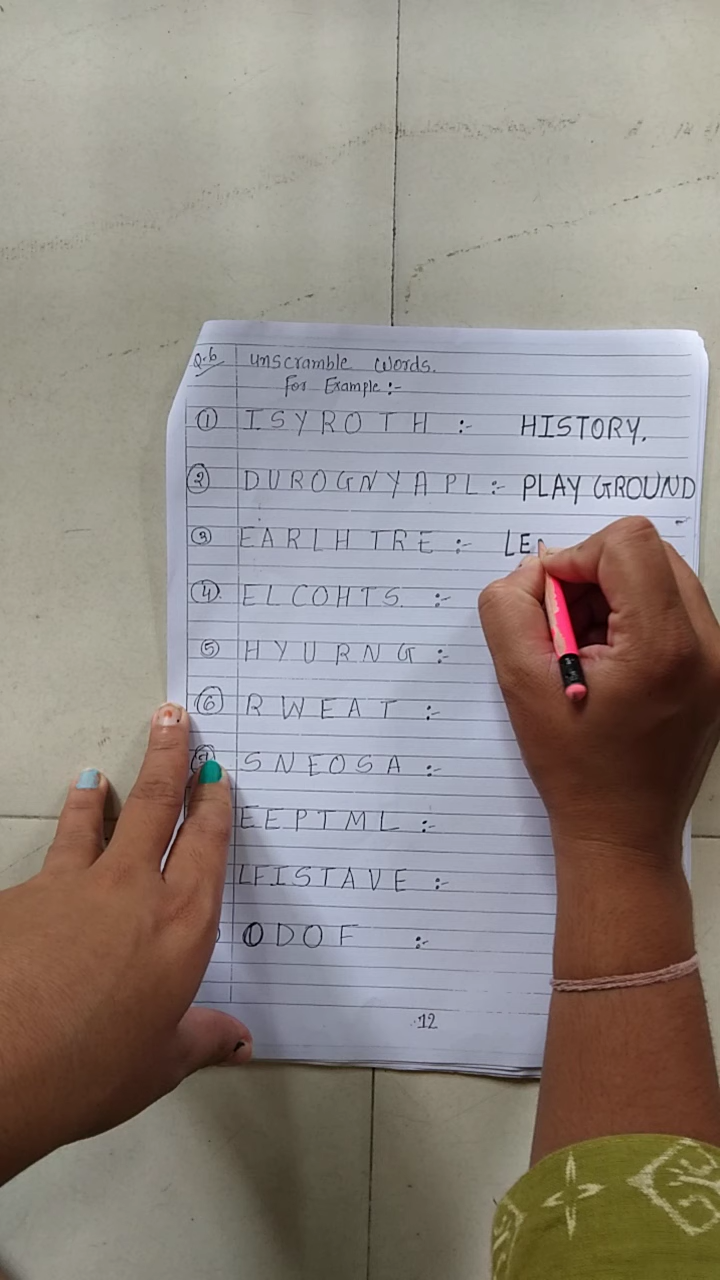 Q.6 Unscramble Words.
For Example :-
① ISYROTH :- HISTORY.
② DUROGNYAPL :- PLAY GROUND
③ EARLHTRE :- LE
④ ELCOHTS. :-
⑤ HYURNG :-
⑥ RWEAT :-
SNEOSA :-
EEPTML :-
LFISTAVE :-
ODOF :-
12